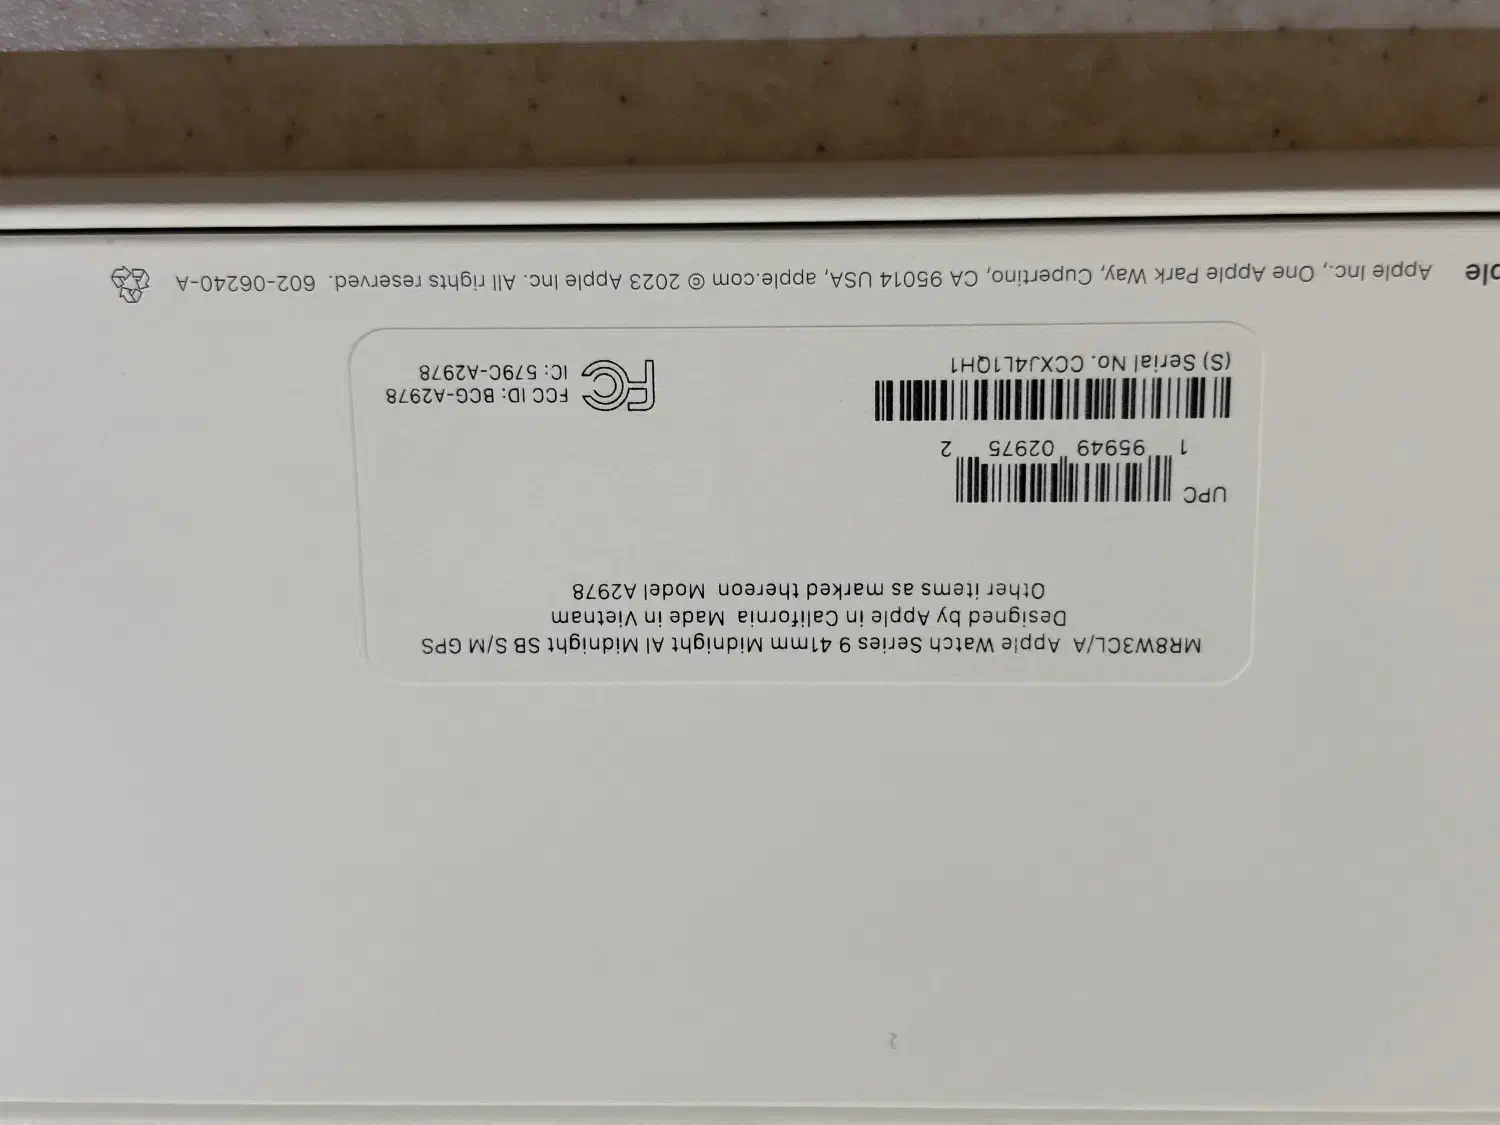 MR8W3CL/A Apple Watch Series 9 41mm Midnight Al Midnight SB S/M GPS
Designed by Apple in California Made in Vietnam
Other items as marked thereon Model A2978
UPC
1 95949 02975 2
(S) Serial No. CCXJ4L1QH1
FCC ID: BCG-A2978
IC: 579C-A2978
ple Apple Inc., One Apple Park Way, Cupertino, CA 95014 USA, apple.com © 2023 Apple Inc. All rights reserved. 602-06240-A